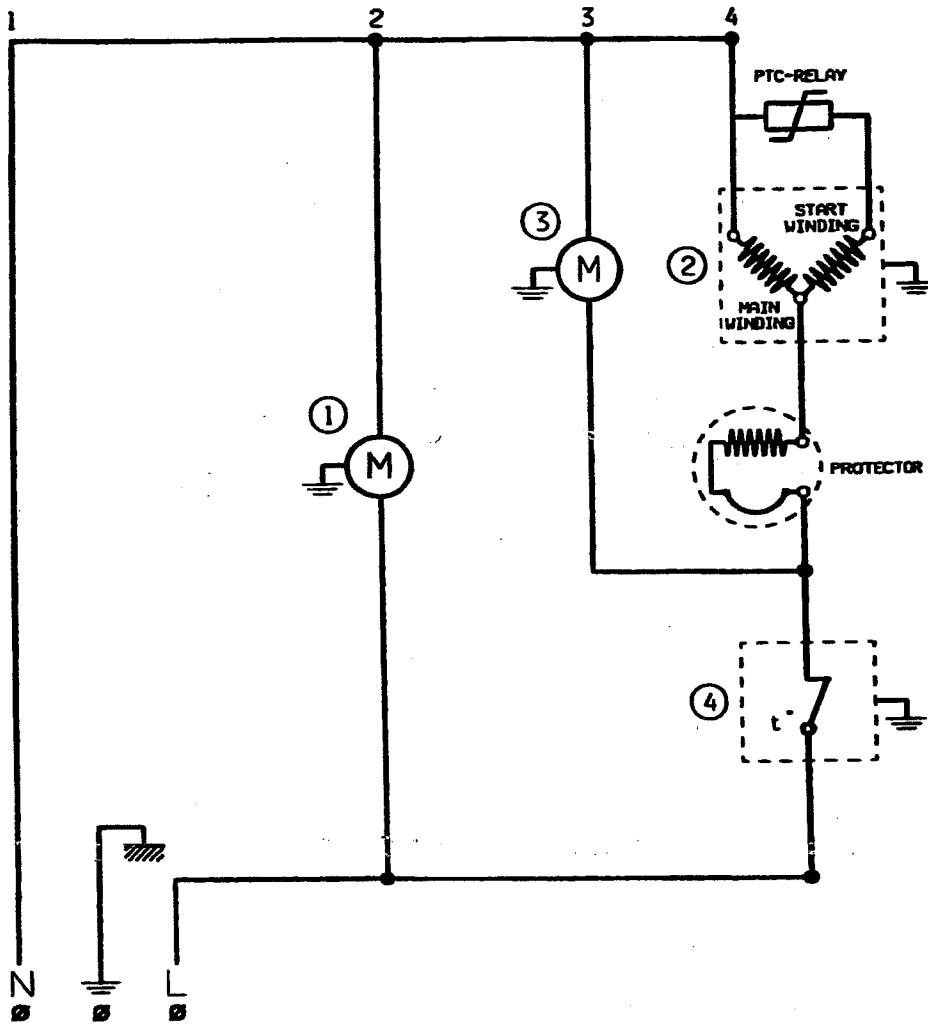 1 2 3 4
PTC-RELAY
START
WINDING
③
M
②
MAIN
WINDING
①
M
PROTECTOR
④
t°
N L
Ø Ø Ø